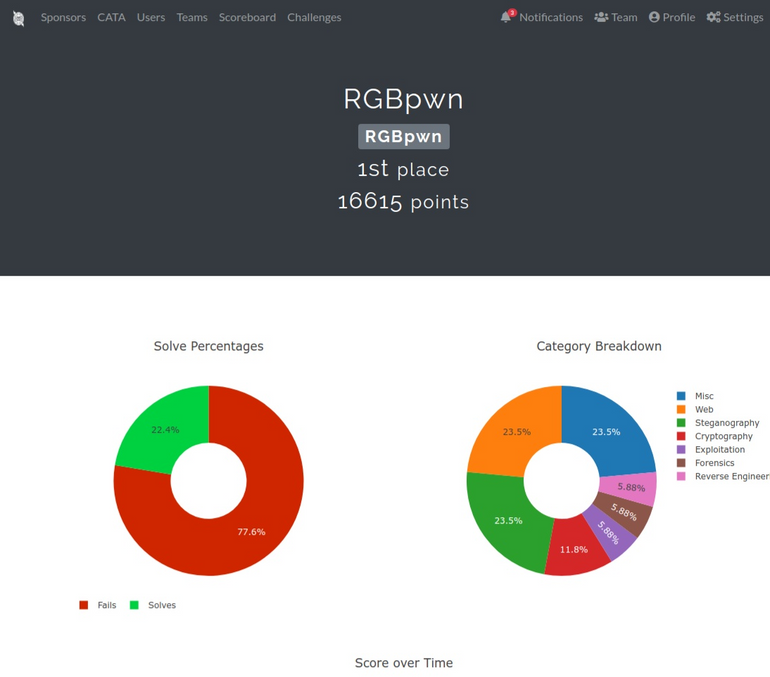 Sponsors CATA Users Teams Scoreboard Challenges 3 Notifications Team Profile Settings
RGBpwn
RGBpwn
1st place
16615 points
Solve Percentages
22.4%
77.6%
Fails Solves
Category Breakdown
23.5%
23.5%
5.88%
5.88%
5.88%
23.5%
11.8%
Misc
Web
Steganography
Cryptography
Exploitation
Forensics
Reverse Engineer
Score over Time